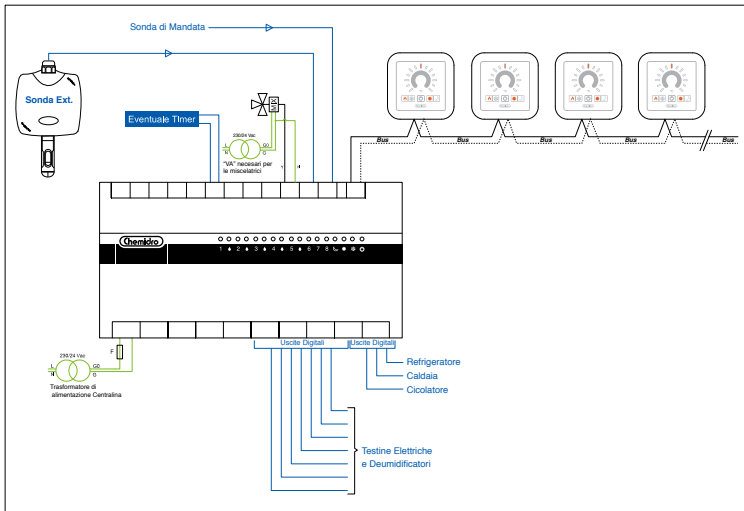 Sonda di Mandata
Sonda Ext.
Eventuale TImer
MIX
230/24 Vac
L
N
G0
G
Y
"VA" necesari per
le miscelatrici
Bus
Bus
Bus
Bus
Bus
Chemidro
1 2 3 4 5 6 7 8
Uscite Digitali
Uscite Digitali
230/24 Vac
F
L
N
G0
G
Trasformatore di
alimentazione Centralina
Refrigeratore
Caldaia
Cicolatore
Testine Elettriche
e Deumidificatori